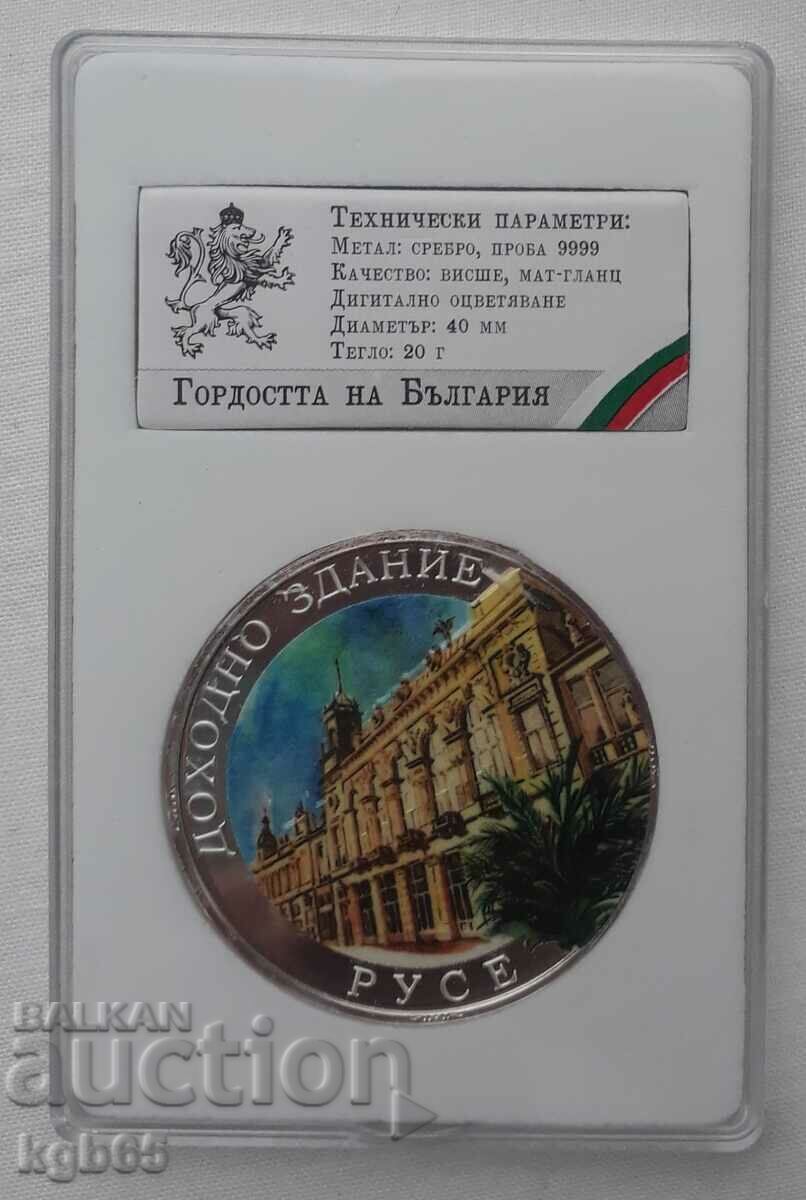 Технически параметри:
Метал: сребро, проба 9999
Качество: висше, мат-гланц
Дигитално оцветяване
Диаметър: 40 мм
Тегло: 20 г
Гордостта на България
ДОХОДНО ЗДАНИЕ
РУСЕ
BALKAN
auction
kgb65